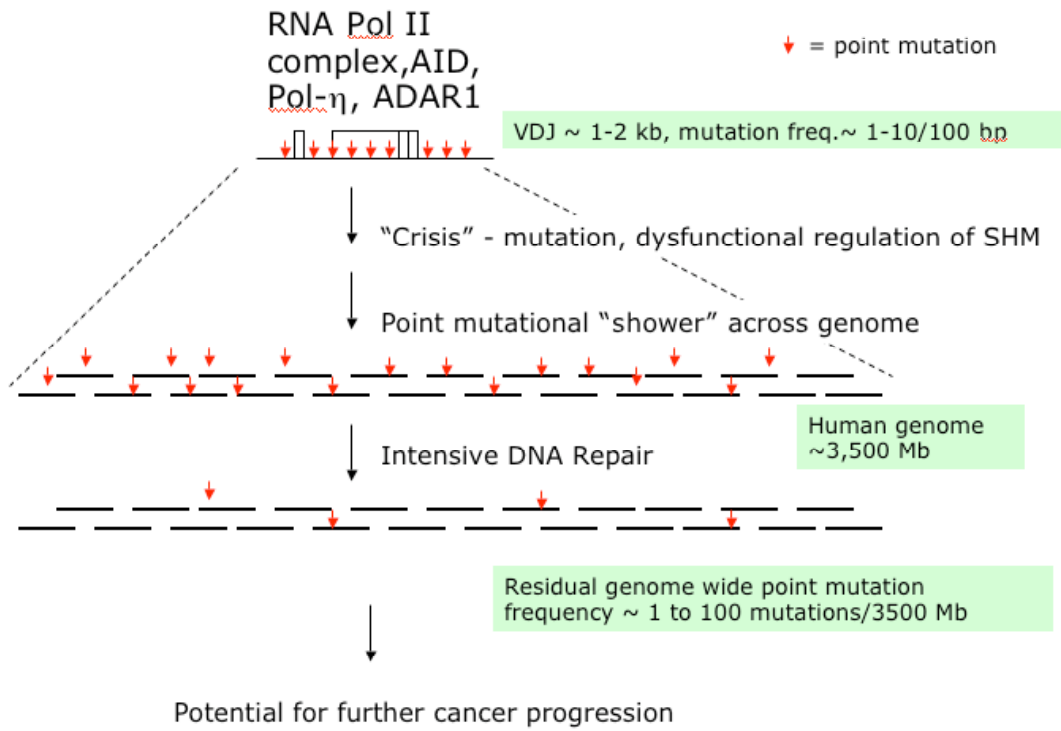 RNA Pol II
complex,AID,
Pol-η, ADAR1
= point mutation
VDJ ~ 1-2 kb, mutation freq.~ 1-10/100 bp
"Crisis" - mutation, dysfunctional regulation of SHM
Point mutational "shower" across genome
Human genome
~3,500 Mb
Intensive DNA Repair
Residual genome wide point mutation
frequency ~ 1 to 100 mutations/3500 Mb
Potential for further cancer progression